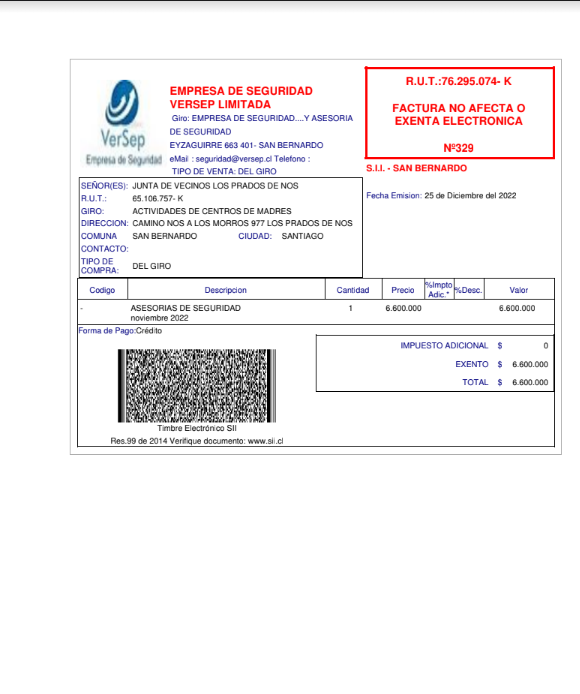 VerSep
Empresa de Seguridad
EMPRESA DE SEGURIDAD
VERSEP LIMITADA
Giro: EMPRESA DE SEGURIDAD....Y ASESORIA
DE SEGURIDAD
EYZAGUIRRE 663 401- SAN BERNARDO
eMail : seguridad@versep.cl Telefono :
TIPO DE VENTA: DEL GIRO
R.U.T.:76.295.074- K
FACTURA NO AFECTA O
EXENTA ELECTRONICA
Nº329
S.I.I. - SAN BERNARDO
Fecha Emision: 25 de Diciembre del 2022
SEÑOR(ES): JUNTA DE VECINOS LOS PRADOS DE NOS
R.U.T.: 65.106.757- K
GIRO: ACTIVIDADES DE CENTROS DE MADRES
DIRECCION: CAMINO NOS A LOS MORROS 977 LOS PRADOS DE NOS
COMUNA SAN BERNARDO CIUDAD: SANTIAGO
CONTACTO:
TIPO DE
COMPRA: DEL GIRO
Codigo Descripcion Cantidad Precio %Impto Adic.* %Desc. Valor
- ASESORIAS DE SEGURIDAD 1 6.600.000 6.600.000
noviembre 2022
Forma de Pago:Crédito
IMPUESTO ADICIONAL $ 0
EXENTO $ 6.600.000
TOTAL $ 6.600.000
Timbre Electrónico SII
Res.99 de 2014 Verifique documento: www.sii.cl